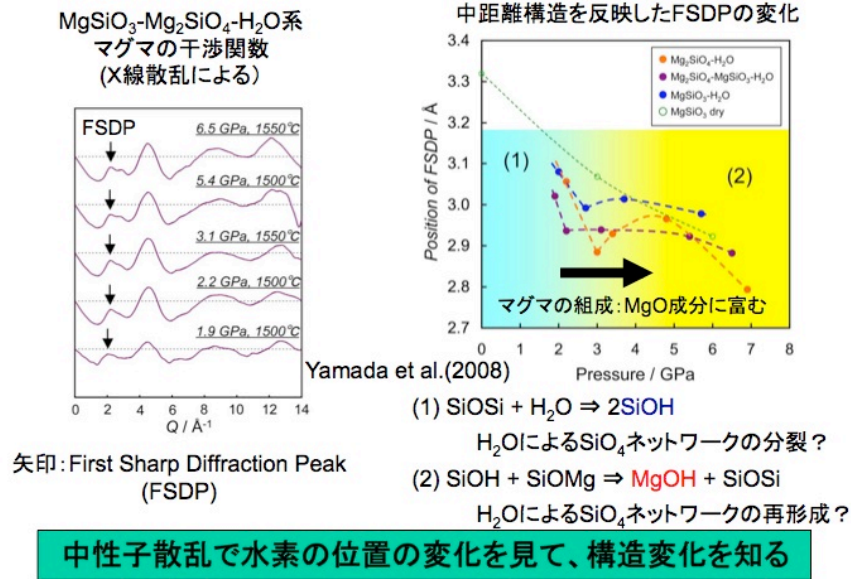 MgSiO₃-Mg₂SiO₄-H₂O系
マグマの干渉関数
(X線散乱による)
FSDP
6.5 GPa, 1550℃
5.4 GPa, 1500℃
3.1 GPa, 1550℃
2.2 GPa, 1500℃
1.9 GPa, 1500℃
0 2 4 6 8 10 12 14
Q / Å⁻¹
矢印:First Sharp Diffraction Peak
(FSDP)
中距離構造を反映したFSDPの変化
Position of FSDP / Å
3.4
3.3
3.2
3.1
3.0
2.9
2.8
2.7
Mg₂SiO₄-H₂O
Mg₂SiO₄-MgSiO₃-H₂O
MgSiO₃-H₂O
MgSiO₃ dry
(1)
(2)
マグマの組成:MgO成分に富む
0 1 2 3 4 5 6 7 8
Pressure / GPa
Yamada et al.(2008)
(1) SiOSi + H₂O ⇒ 2SiOH
H₂OによるSiO₄ネットワークの分裂?
(2) SiOH + SiOMg ⇒ MgOH + SiOSi
H₂OによるSiO₄ネットワークの再形成?
中性子散乱で水素の位置の変化を見て、構造変化を知る